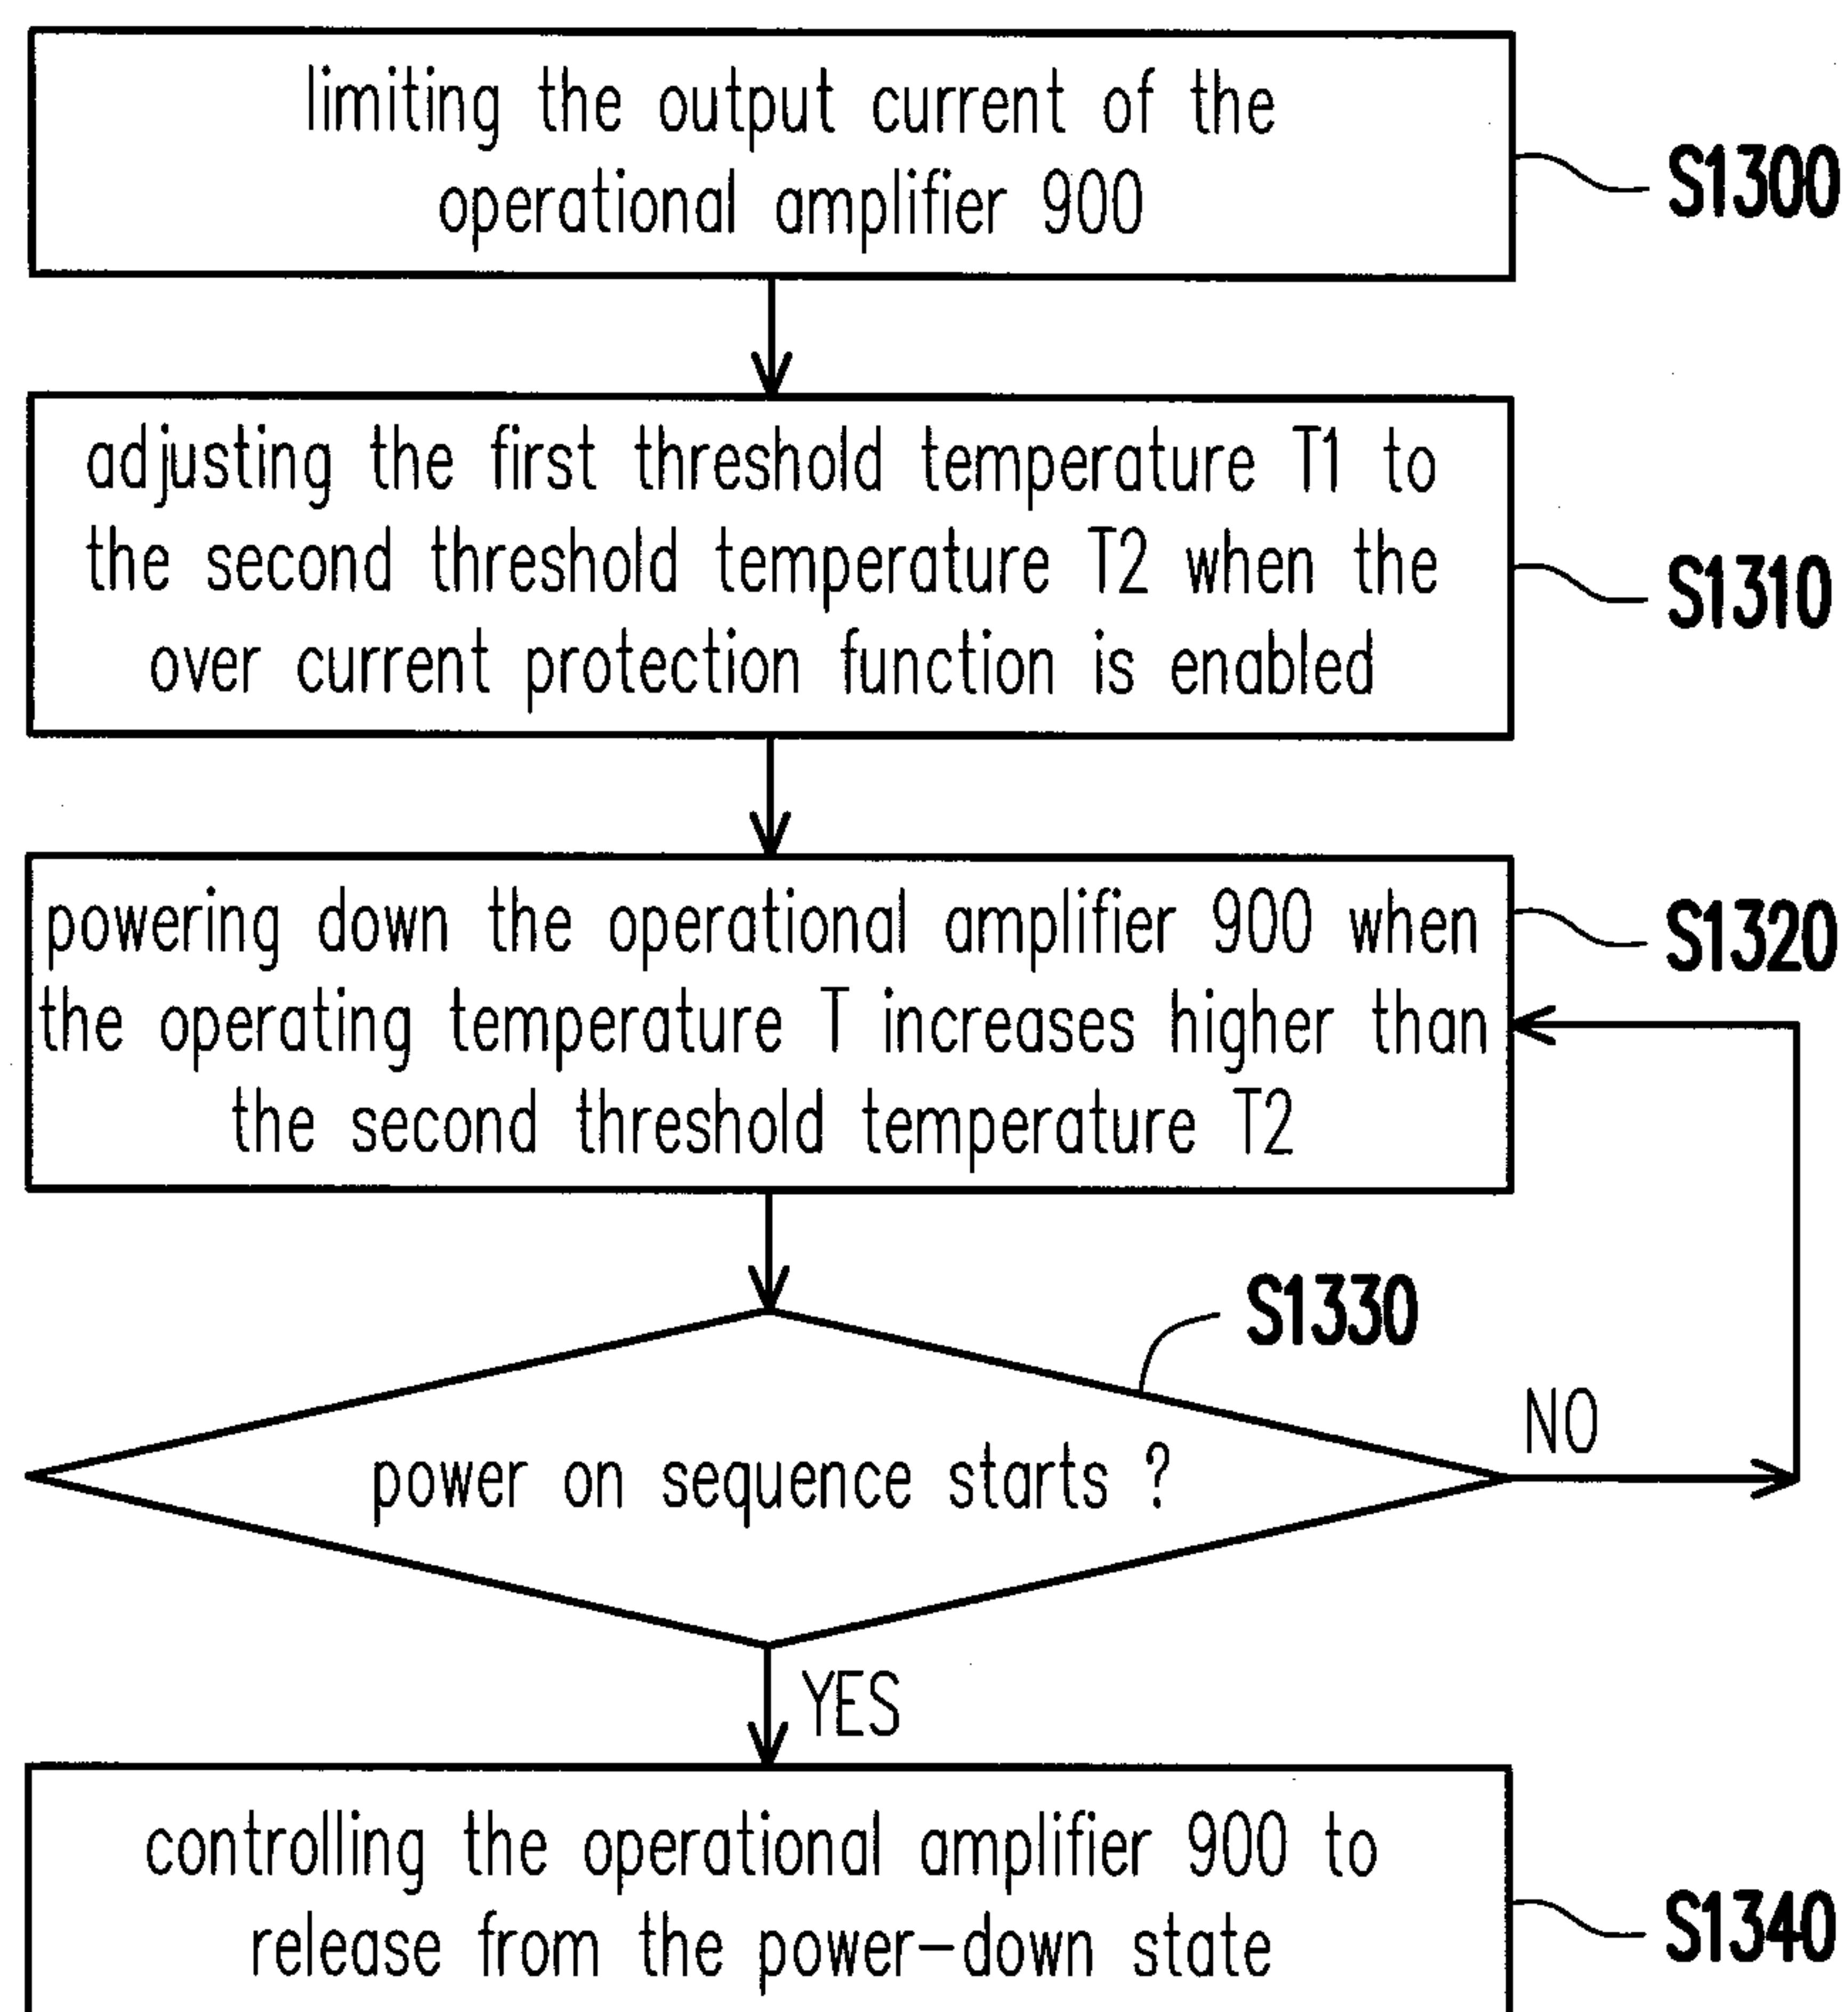 limiting the output current of the
operational amplifier 900
S1300
adjusting the first threshold temperature T1 to
the second threshold temperature T2 when the
over current protection function is enabled
S1310
powering down the operational amplifier 900 when
the operating temperature T increases higher than
the second threshold temperature T2
S1320
S1330
power on sequence starts ?
NO
YES
controlling the operational amplifier 900 to
release from the power-down state
S1340